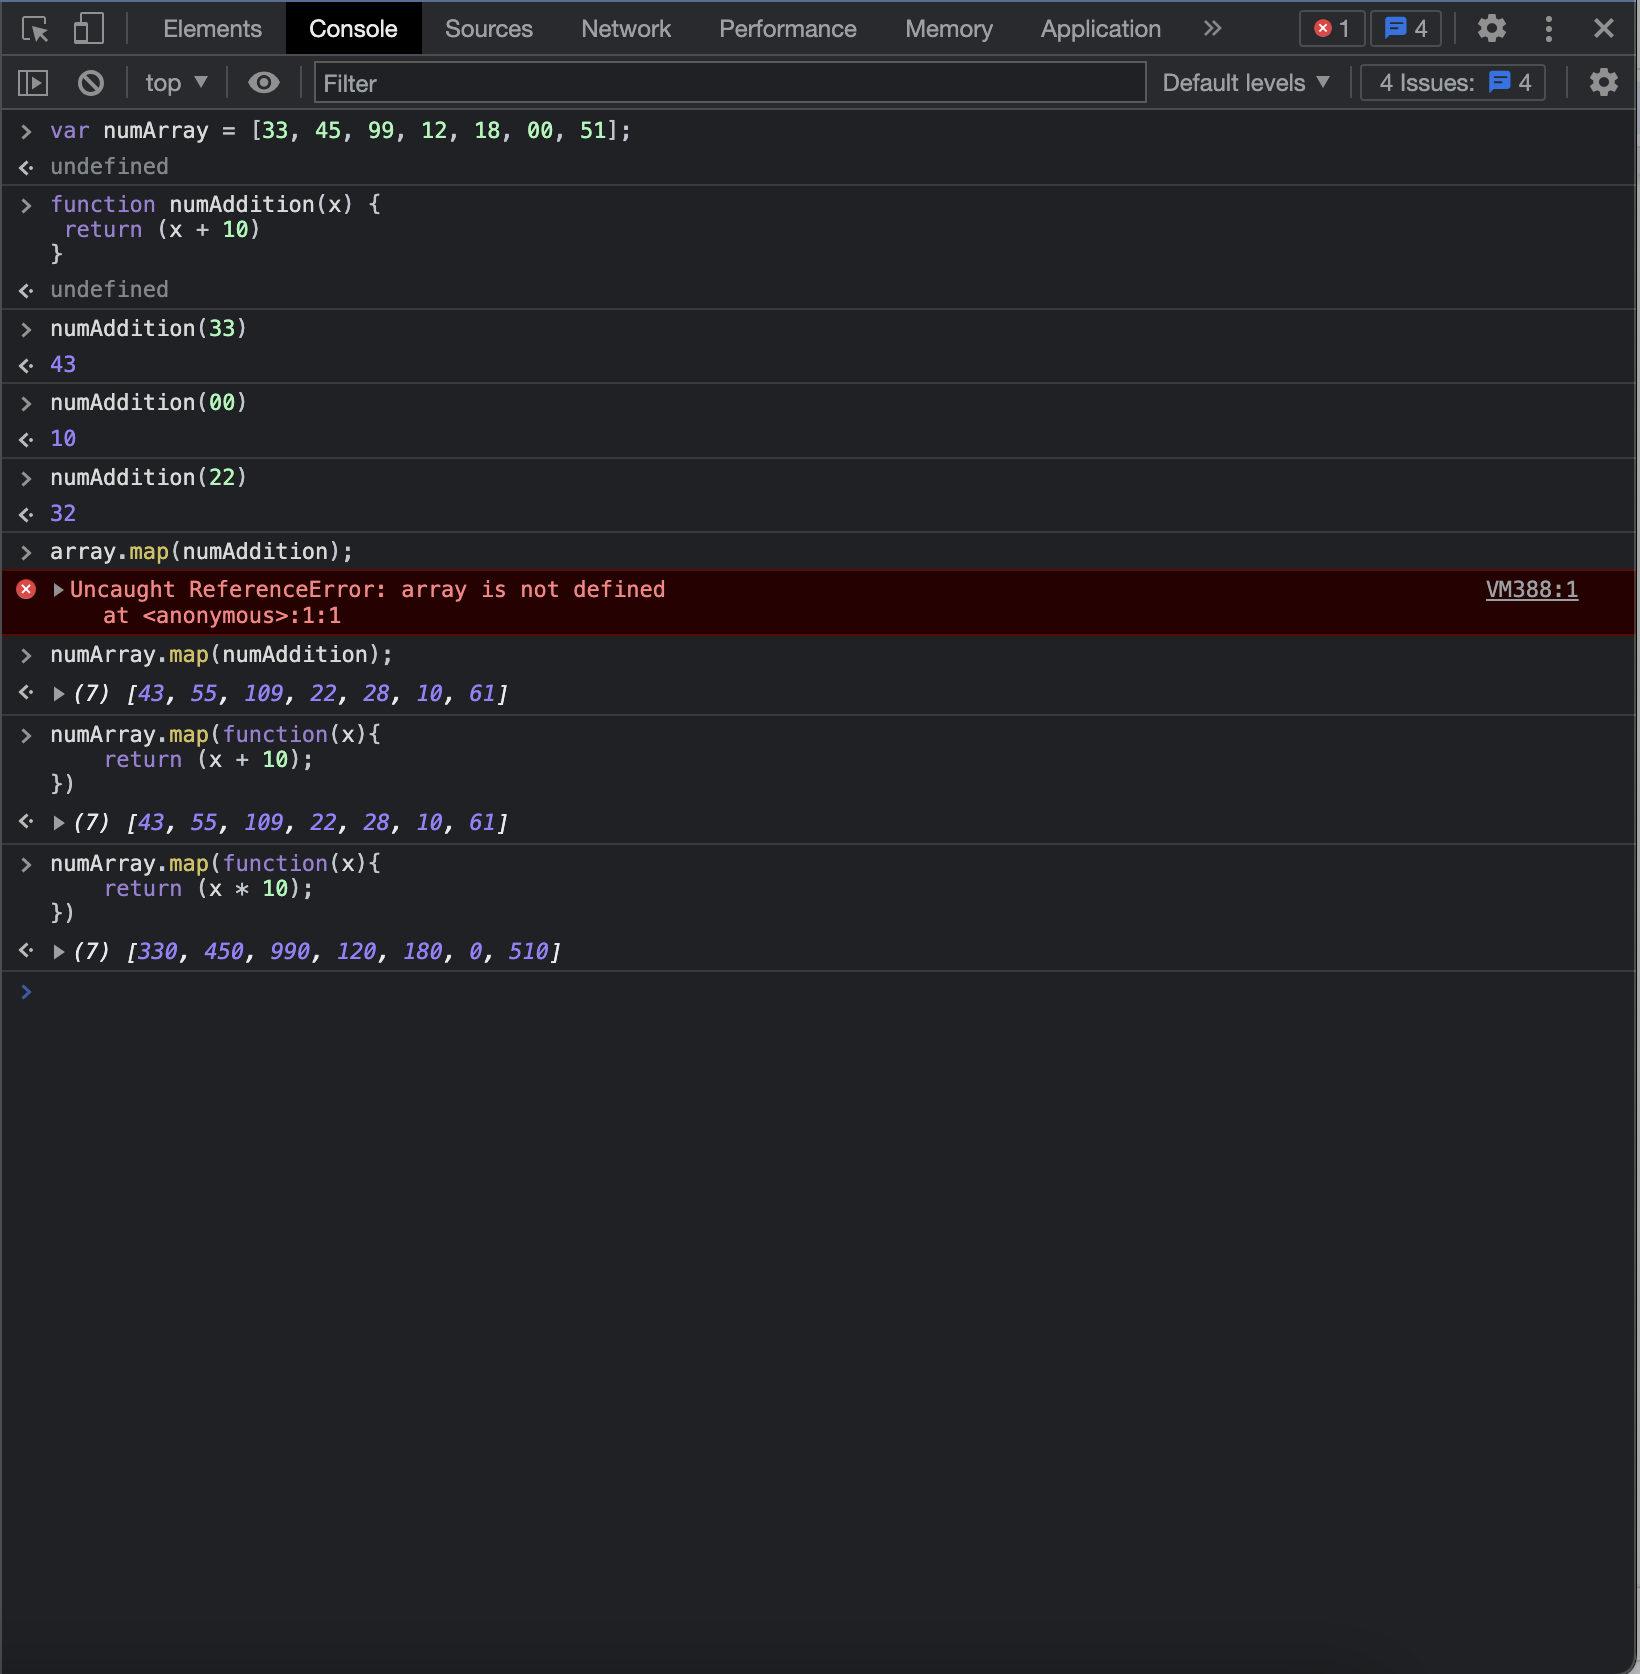 Elements Console Sources Network Performance Memory Application 1 4
top Filter Default levels 4 Issues: 4
var numArray = [33, 45, 99, 12, 18, 00, 51];
undefined
function numAddition(x) {
return (x + 10)
}
undefined
numAddition(33)
43
numAddition(00)
10
numAddition(22)
32
array.map(numAddition);
Uncaught ReferenceError: array is not defined VM388:1
at <anonymous>:1:1
numArray.map(numAddition);
(7) [43, 55, 109, 22, 28, 10, 61]
numArray.map(function(x){
return (x + 10);
})
(7) [43, 55, 109, 22, 28, 10, 61]
numArray.map(function(x){
return (x * 10);
})
(7) [330, 450, 990, 120, 180, 0, 510]